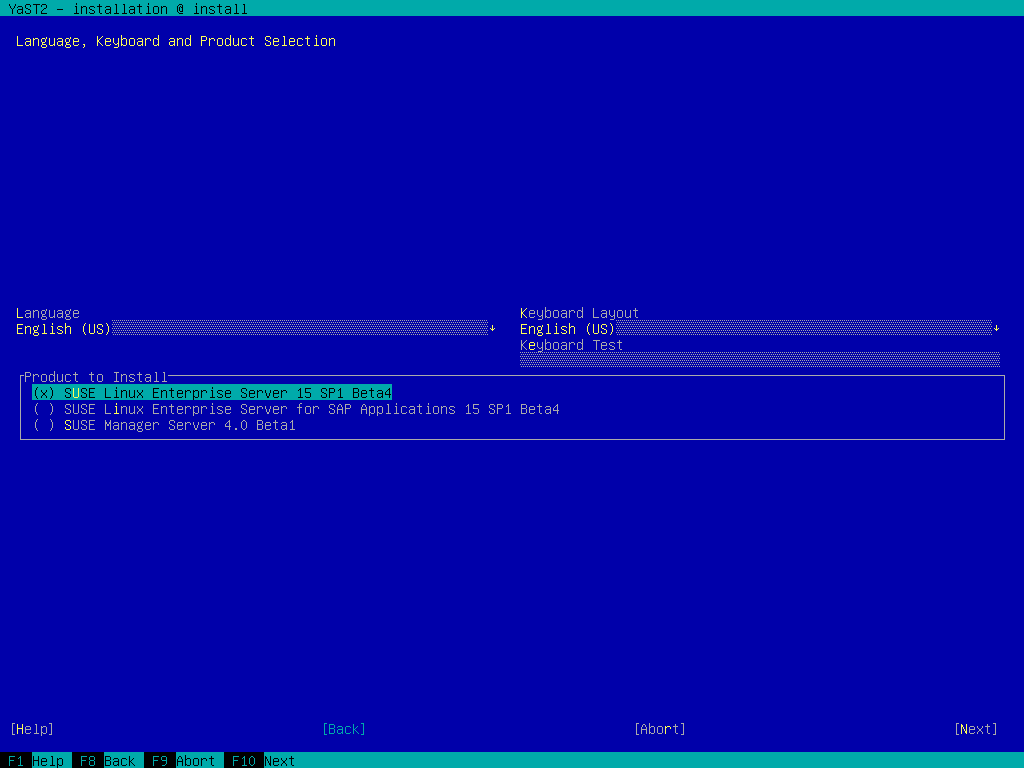 YaST2 - installation @ install
Language, Keyboard and Product Selection
Language
English (US)
Keyboard Layout
English (US)
Keyboard Test
Product to Install
(x) SUSE Linux Enterprise Server 15 SP1 Beta4
( ) SUSE Linux Enterprise Server for SAP Applications 15 SP1 Beta4
( ) SUSE Manager Server 4.0 Beta1
[Help] [Back] [Abort] [Next]
F1 Help F8 Back F9 Abort F10 Next